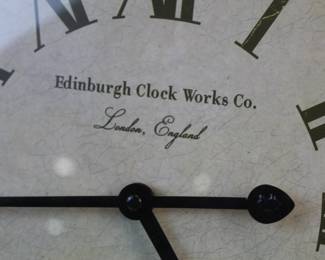 Edinburgh Clock Works Co.
London, England